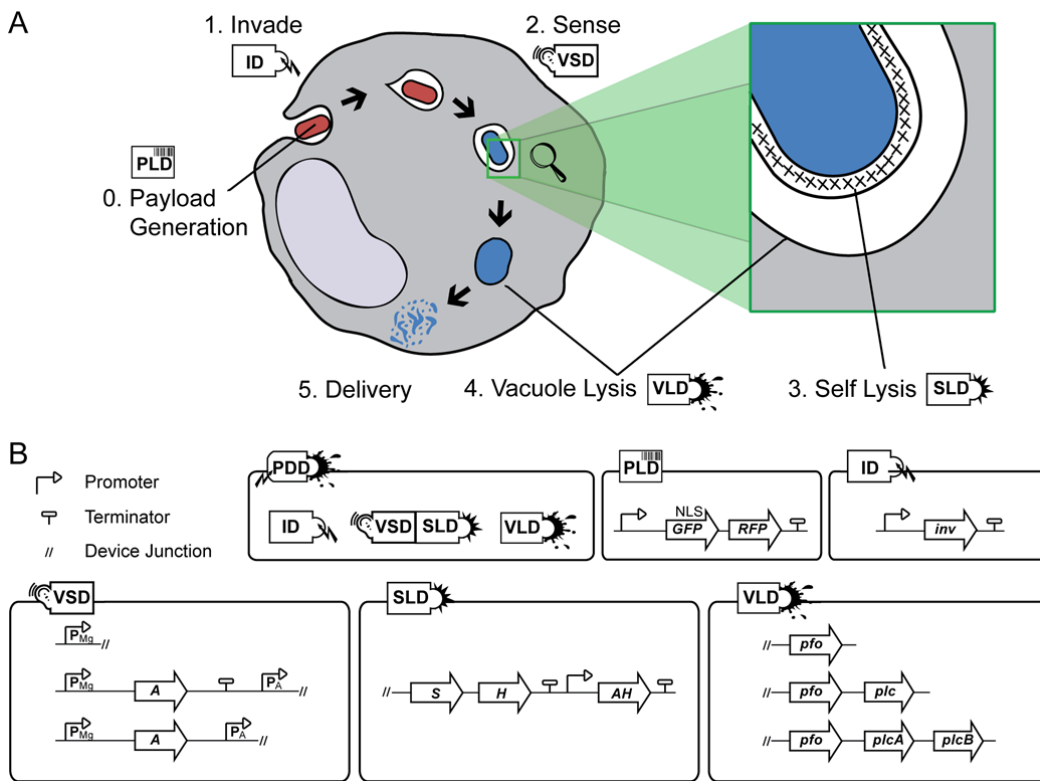 A
1. Invade
ID
2. Sense
VSD
PLD
0. Payload
Generation
5. Delivery
4. Vacuole Lysis
VLD
3. Self Lysis
SLD
B
Promoter
Terminator
// Device Junction
PDD
ID
VSD SLD
VLD
PLD
NLS
GFP RFP
ID
inv
VSD
PMg //
PMg A PA //
PMg A PA //
SLD
// S H AH
VLD
// pfo
// pfo plc
// pfo plcA plcB